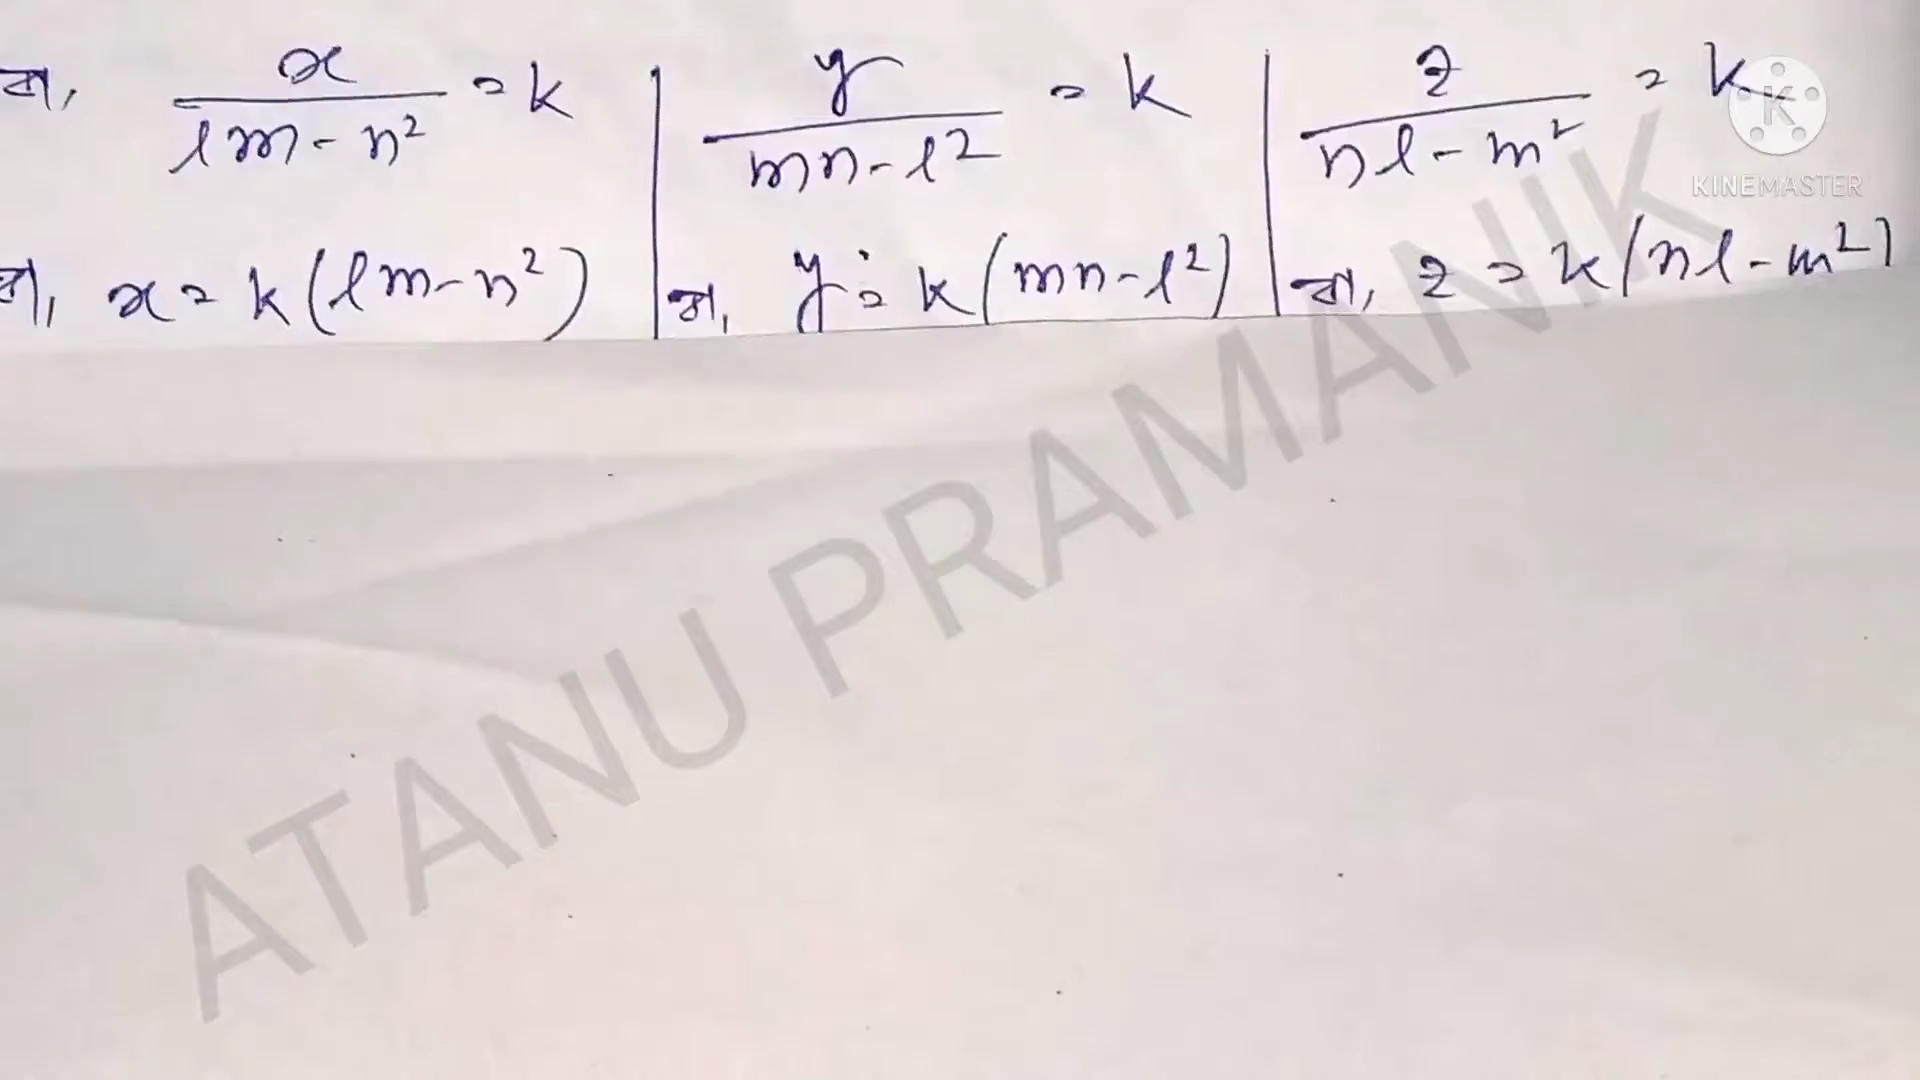 বা, x/(lm - n²) = k | y/(mn - l²) = k | z/(nl - m²) = k
বা, x = k(lm - n²) | বা, y = k(mn - l²) | বা, z = k(nl - m²)
K
KINEMASTER
ATANU PRAMANIK